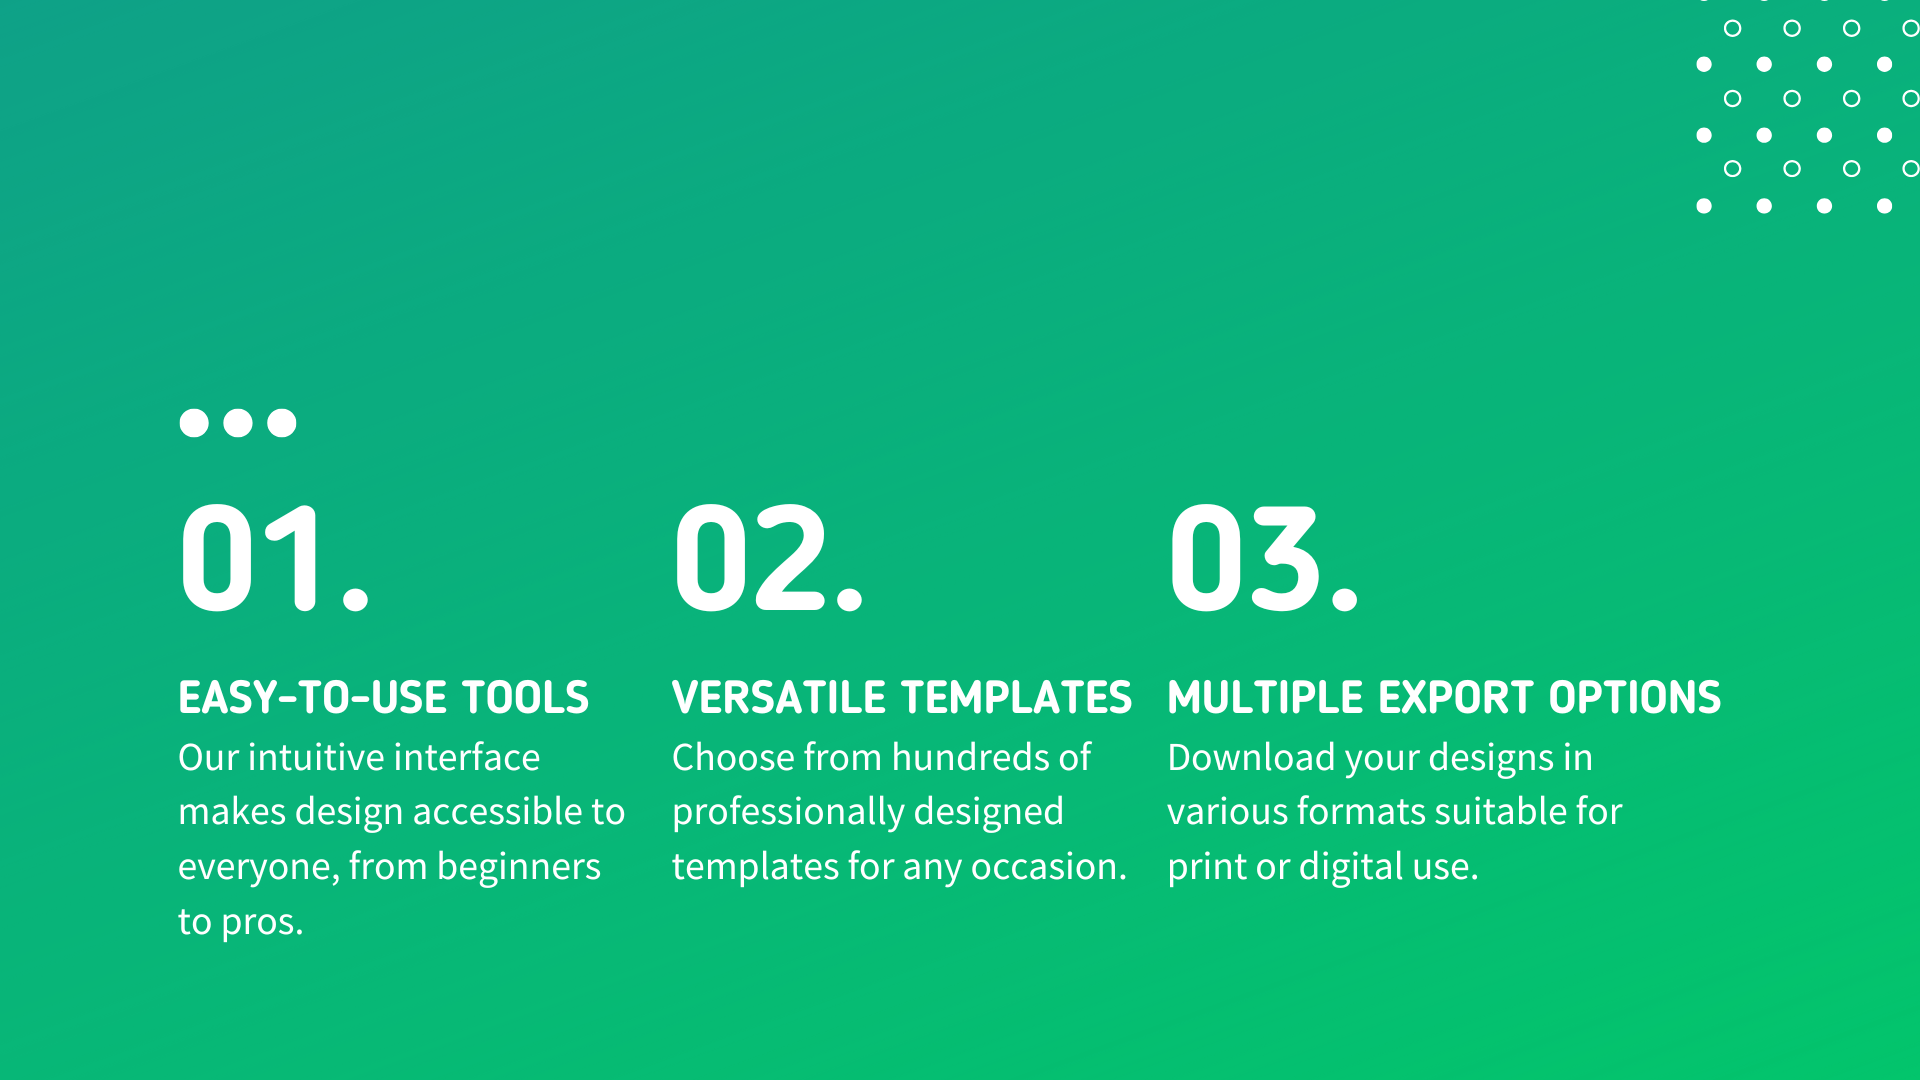 01.
EASY-TO-USE TOOLS
Our intuitive interface
makes design accessible to
everyone, from beginners
to pros.
02.
VERSATILE TEMPLATES
Choose from hundreds of
professionally designed
templates for any occasion.
03.
MULTIPLE EXPORT OPTIONS
Download your designs in
various formats suitable for
print or digital use.